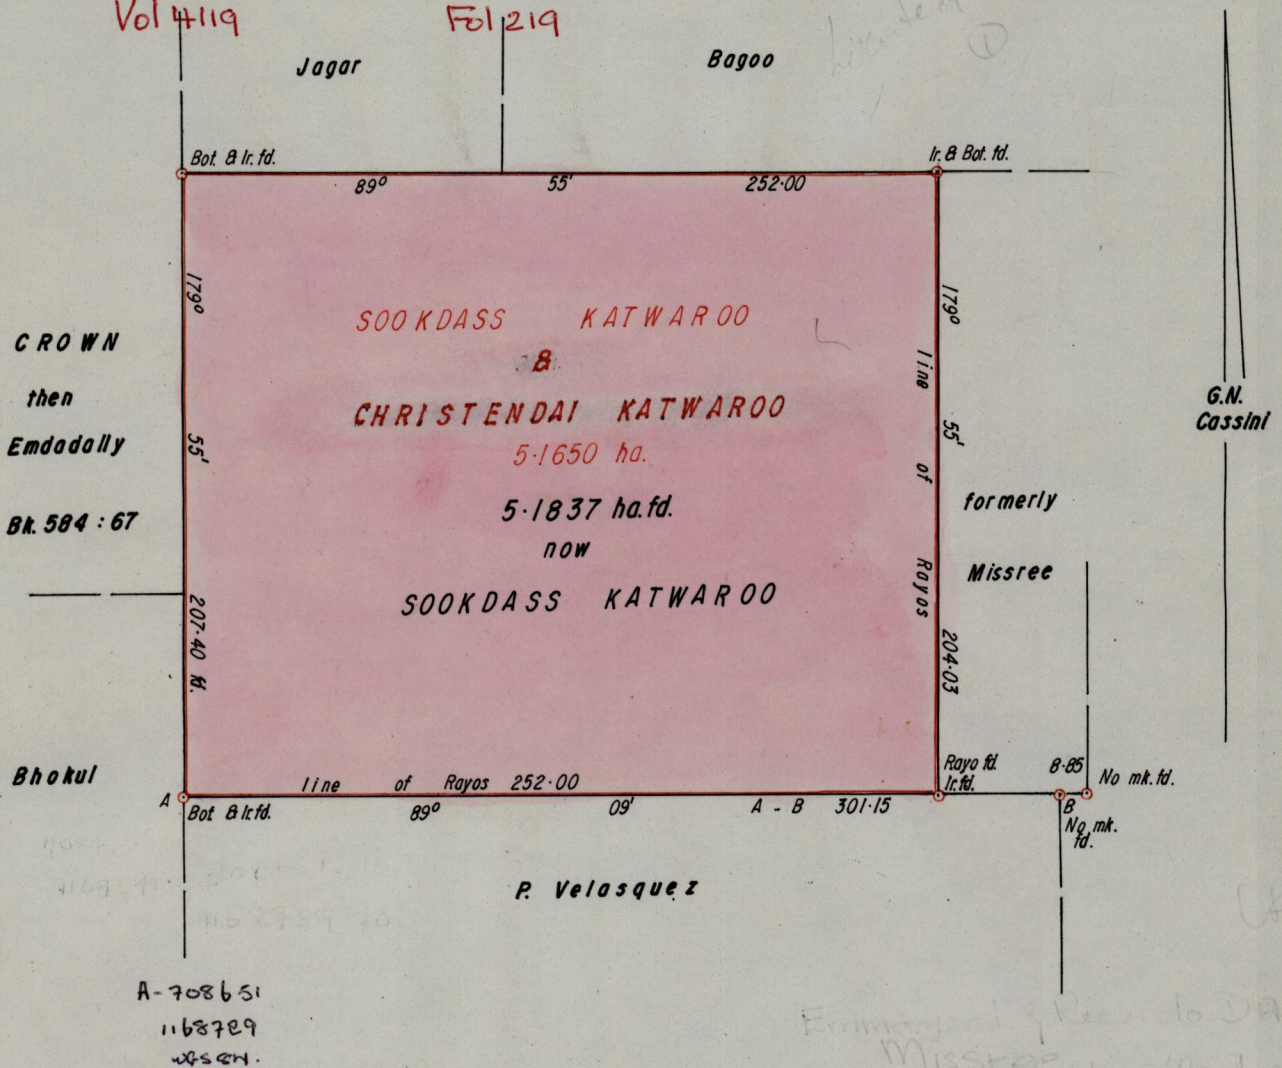 Vol 4119 Fol 219
Jagar Bagoo
Bot. & Ir. fd. Ir. & Bot. fd.
89° 55' 252·00
179° 55' 207·40
179° 55' 204·03
line of Rayos
SOOKDASS KATWAROO
&
CHRISTENDAI KATWAROO
5·1650 ha.
5·1837 ha.fd.
now
SOOKDASS KATWAROO
CROWN
then
Emdadally
Bk. 584 : 67
G.N.
Cassini
formerly
Missree
Bhokul
A
line of Rayos 252·00
Bot & Ir.fd. 89° 09' A - B 301·15
Rayo fd.
Ir.fd.
8·85
No mk.fd.
B
No mk.
fd.
P. Velasquez
A-708651